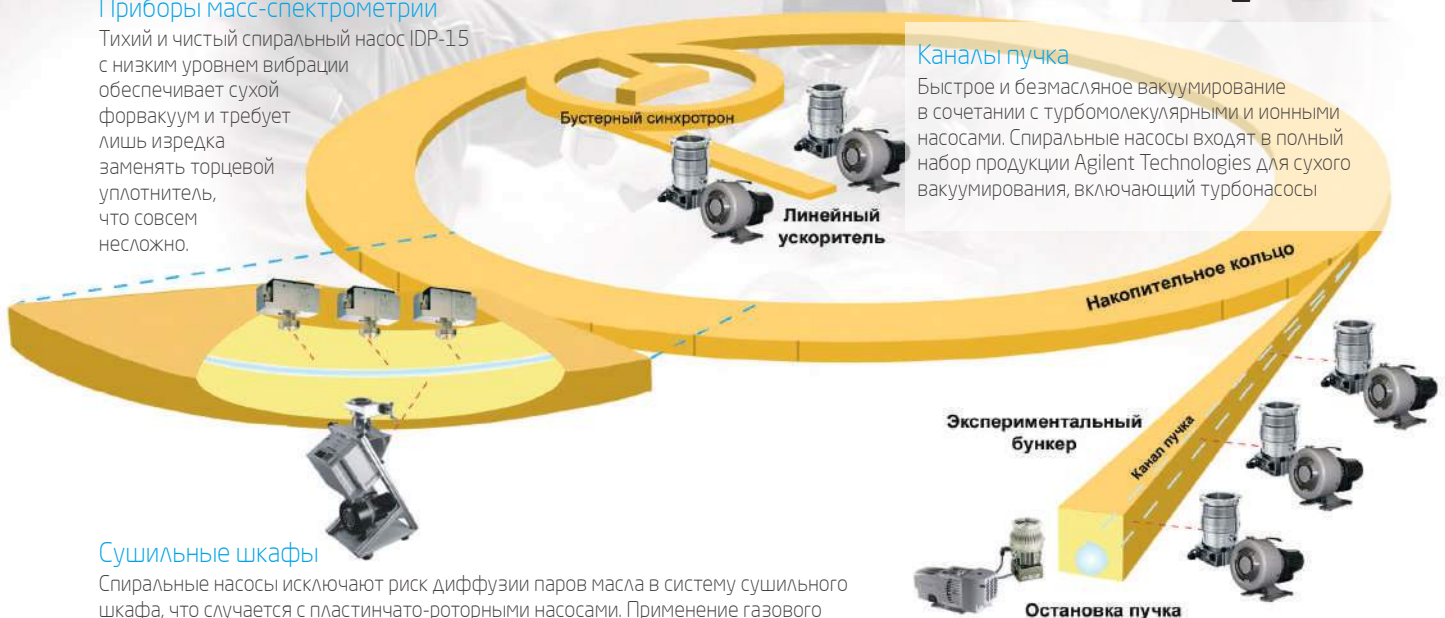 Приборы масс-спектрометрии
Тихий и чистый спиральный насос IDP-15
с низким уровнем вибрации
обеспечивает сухой
форвакуум и требует
лишь изредка
заменять торцевой
уплотнитель,
что совсем
несложно.
Каналы пучка
Быстрое и безмасляное вакуумирование
в сочетании с турбомолекулярными и ионными
насосами. Спиральные насосы входят в полный
набор продукции Agilent Technologies для сухого
вакуумирования, включающий турбонасосы
Бустерный синхротрон
Линейный
ускоритель
Накопительное кольцо
Экспериментальный
бункер
Канал пучка
Остановка пучка
Сушильные шкафы
Спиральные насосы исключают риск диффузии паров масла в систему сушильного
шкафа, что случается с пластинчато-роторными насосами. Применение газового